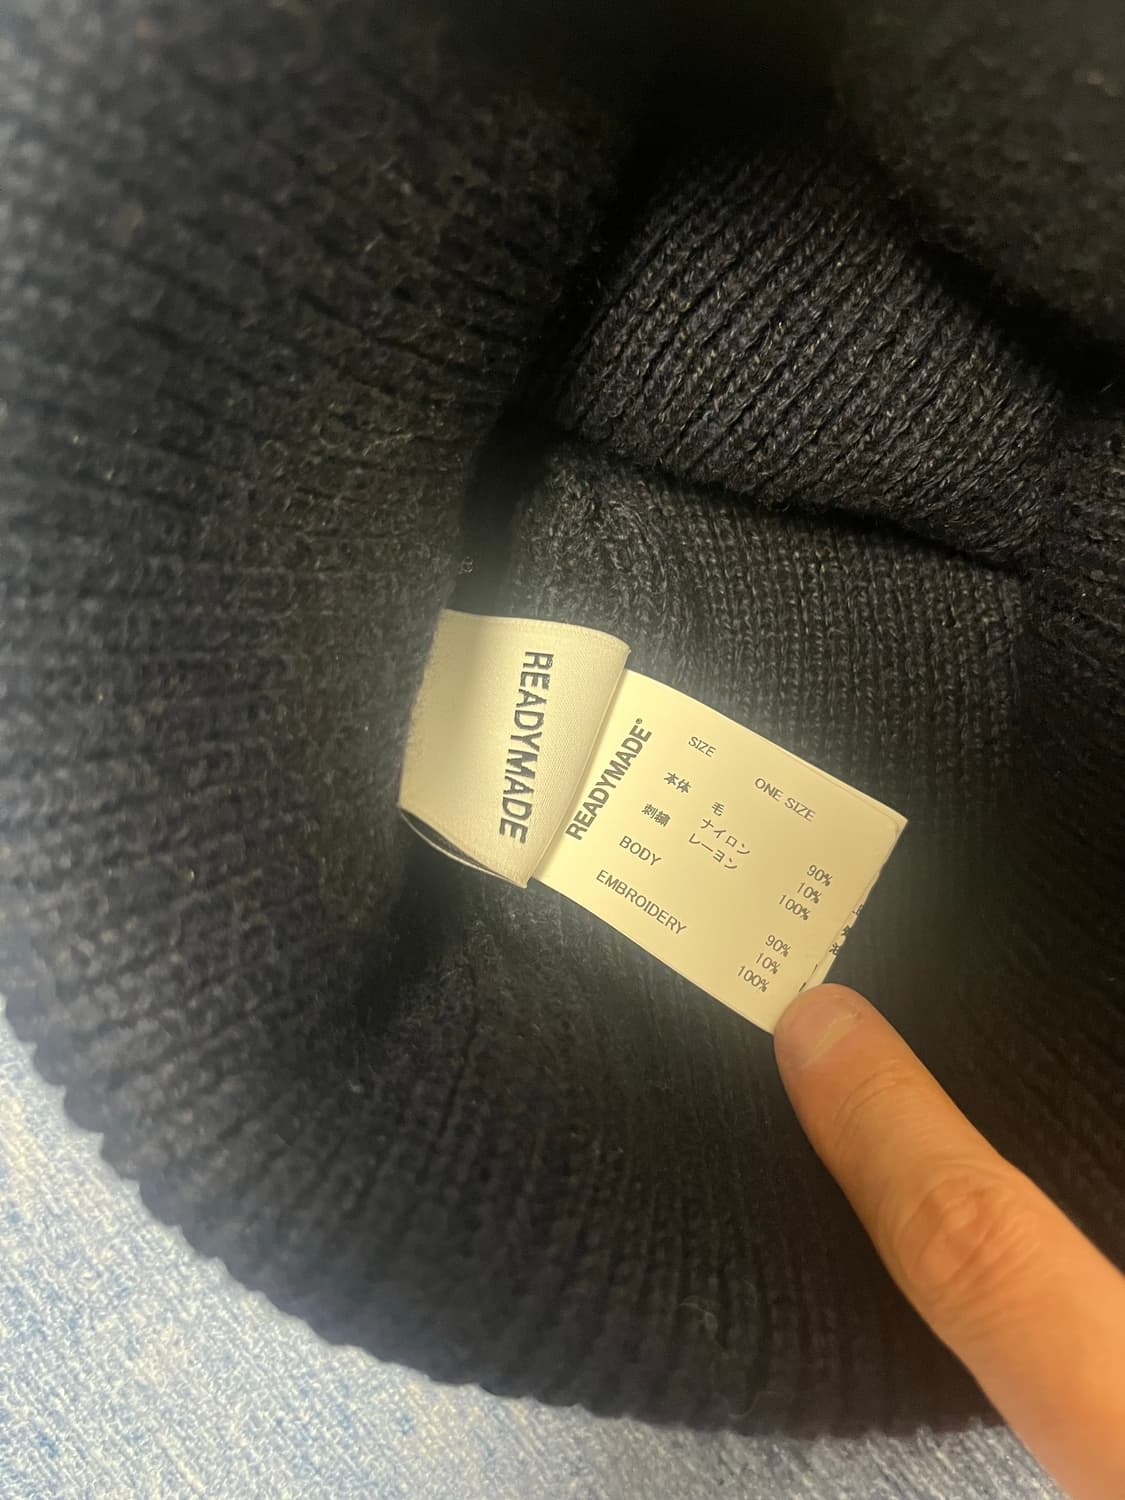 READYMADE
READYMADE®
SIZE ONE SIZE
本体 毛 90%
ナイロン 10%
刺繍 レーヨン 100%
BODY 90%
10%
EMBROIDERY 100%